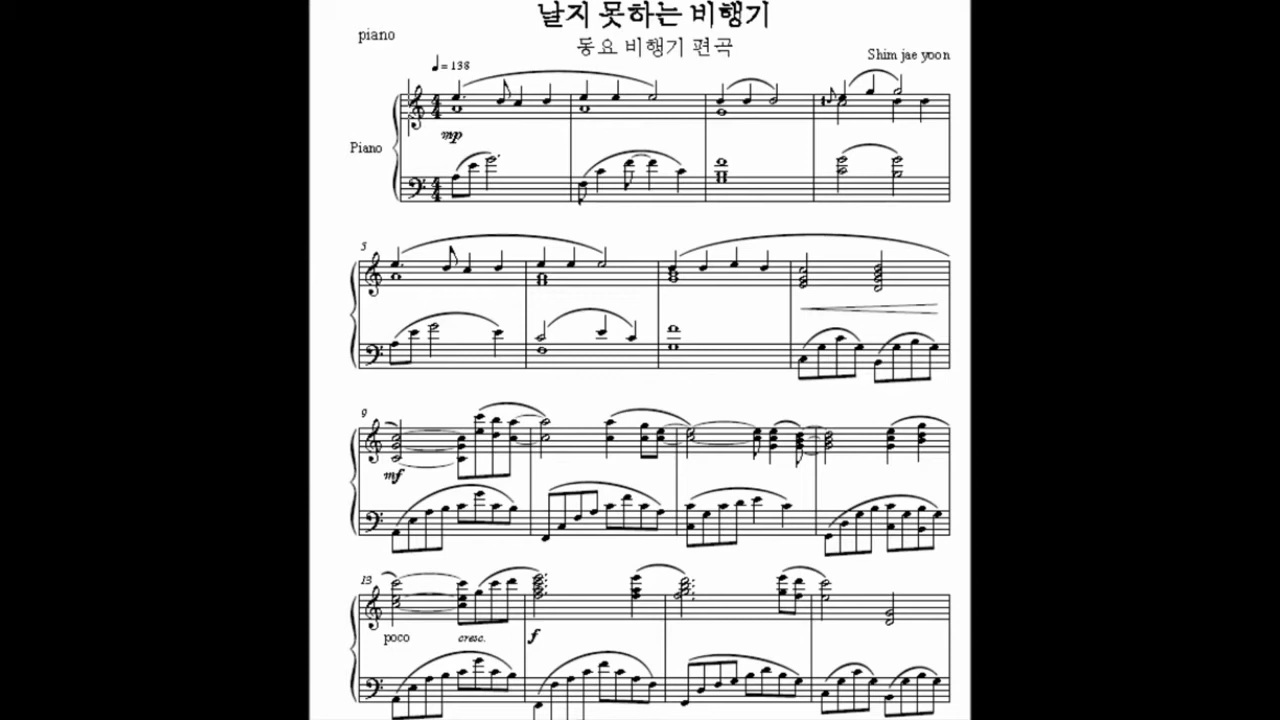 날지 못하는 비행기
piano
동요 비행기 편곡
Shim jae yoon
= 138
Piano
mp
5
9
mf
13
poco
cresc.
f